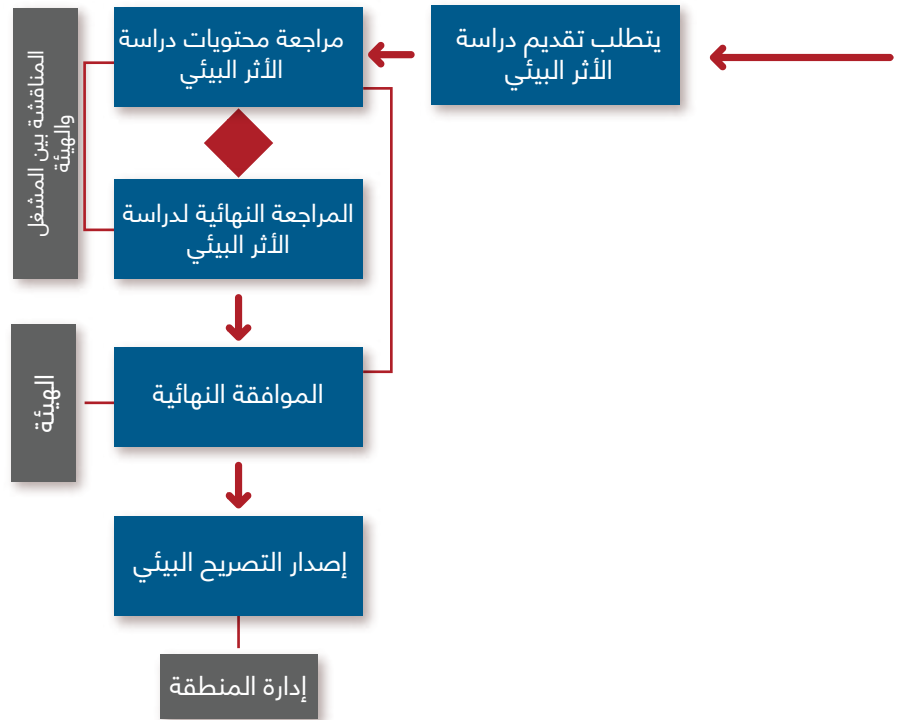 يتطلب تقديم دراسة
الأثر البيئي
مراجعة محتويات دراسة
الأثر البيئي
المناقشة بين المشغل
والهيئة
المراجعة النهائية لدراسة
الأثر البيئي
الموافقة النهائية
الهيئة
إصدار التصريح البيئي
إدارة المنطقة